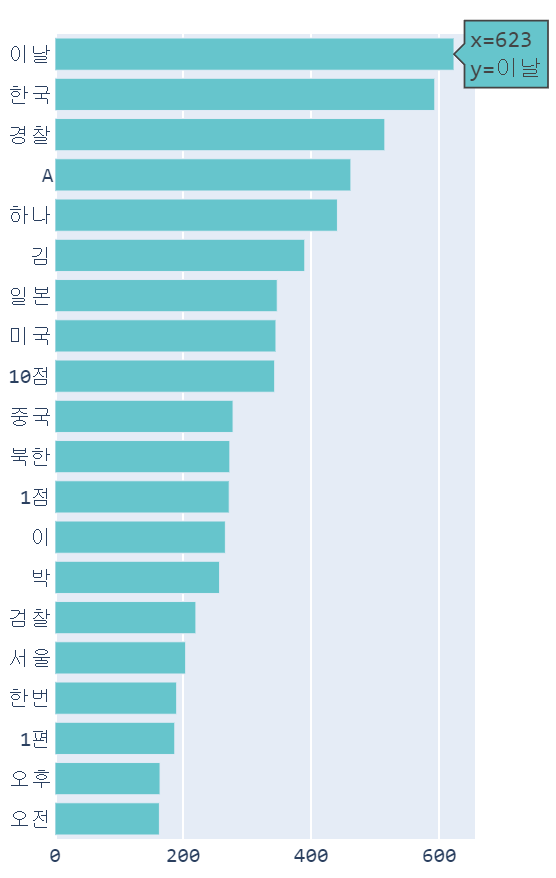 x=623
y=이날
이날
한국
경찰
A
하나
김
일본
미국
10점
중국
북한
1점
이
박
검찰
서울
한번
1편
오후
오전
0 200 400 600